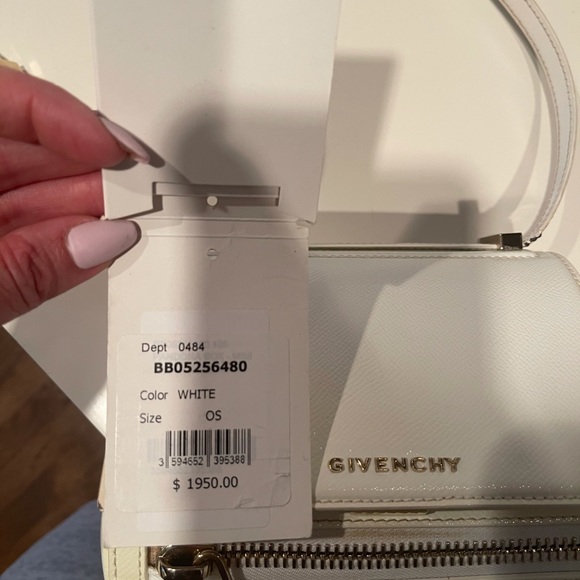 Dept 0484
BB05256480
Color WHITE
Size OS
3 594652 395388
$ 1950.00
GIVENCHY